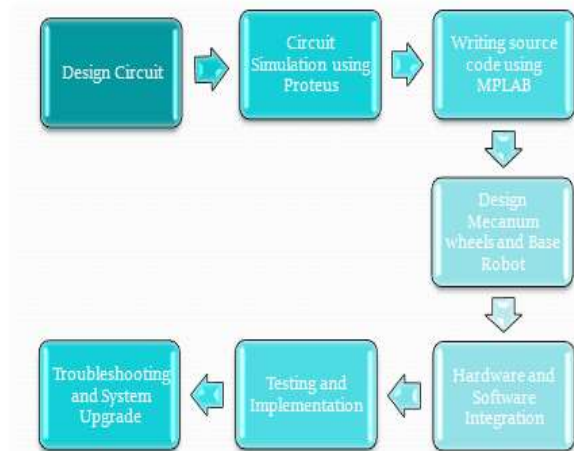 Design Circuit
Circuit
Simulation using
Proteus
Writing source
code using
MPLAB
Design
Mecanum
wheels and Base
Robot
Hardware and
Software
Integration
Testing and
Implementation
Troubleshooting
and System
Upgrade